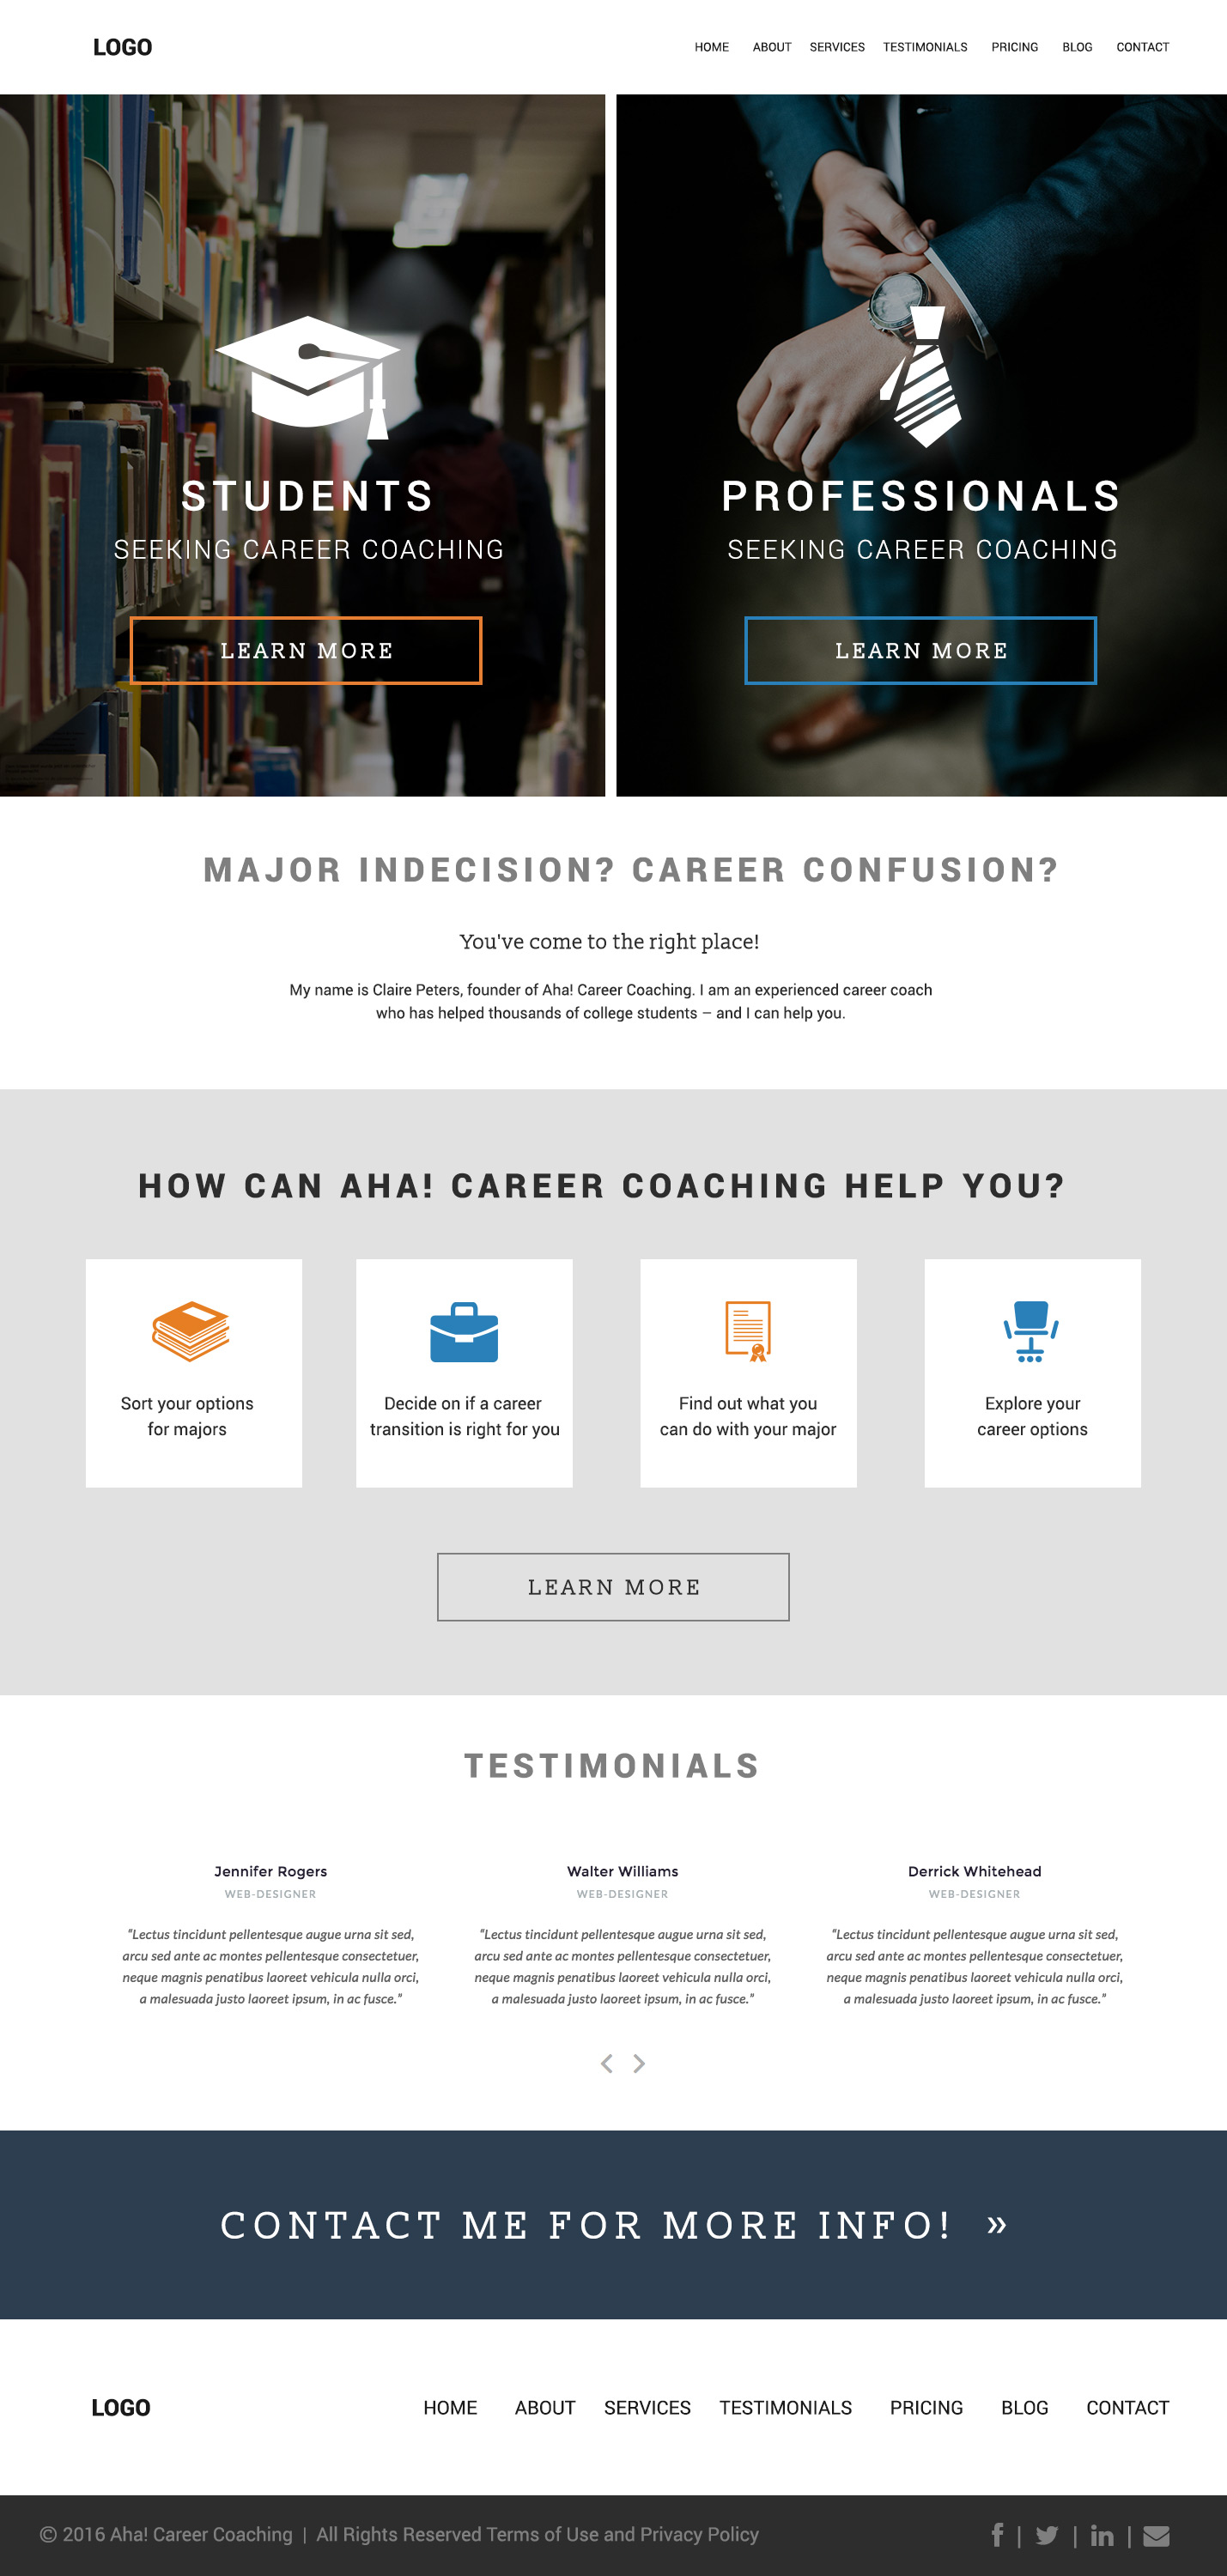 LOGO
HOME ABOUT SERVICES TESTIMONIALS PRICING BLOG CONTACT
STUDENTS
SEEKING CAREER COACHING
LEARN MORE
PROFESSIONALS
SEEKING CAREER COACHING
LEARN MORE
MAJOR INDECISION? CAREER CONFUSION?
You've come to the right place!
My name is Claire Peters, founder of Aha! Career Coaching. I am an experienced career coach
who has helped thousands of college students – and I can help you.
HOW CAN AHA! CAREER COACHING HELP YOU?
Sort your options
for majors
Decide on if a career
transition is right for you
Find out what you
can do with your major
Explore your
career options
LEARN MORE
TESTIMONIALS
Jennifer Rogers
WEB-DESIGNER
“Lectus tincidunt pellentesque augue urna sit sed,
arcu sed ante ac montes pellentesque consectetuer,
neque magnis penatibus laoreet vehicula nulla orci,
a malesuada justo laoreet ipsum, in ac fusce.”
Walter Williams
WEB-DESIGNER
“Lectus tincidunt pellentesque augue urna sit sed,
arcu sed ante ac montes pellentesque consectetuer,
neque magnis penatibus laoreet vehicula nulla orci,
a malesuada justo laoreet ipsum, in ac fusce.”
Derrick Whitehead
WEB-DESIGNER
“Lectus tincidunt pellentesque augue urna sit sed,
arcu sed ante ac montes pellentesque consectetuer,
neque magnis penatibus laoreet vehicula nulla orci,
a malesuada justo laoreet ipsum, in ac fusce.”
CONTACT ME FOR MORE INFO! »
LOGO
HOME ABOUT SERVICES TESTIMONIALS PRICING BLOG CONTACT
© 2016 Aha! Career Coaching | All Rights Reserved Terms of Use and Privacy Policy